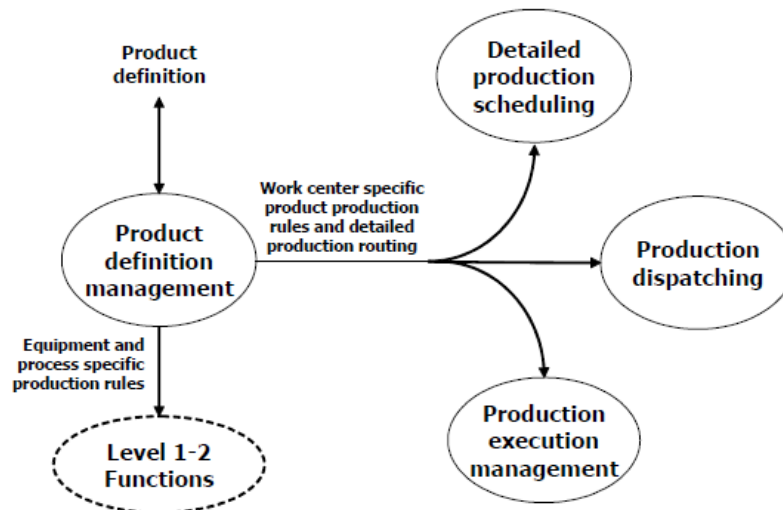 Product
definition
Detailed
production
scheduling
Work center specific
product production
rules and detailed
production routing
Product
definition
management
Production
dispatching
Equipment and
process specific
production rules
Level 1-2
Functions
Production
execution
management